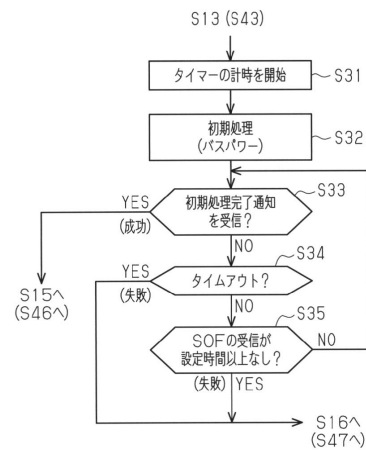 S13(S43)
タイマーの計時を開始
S31
初期処理
(バスパワー)
S32
初期処理完了通知
を受信?
S33
YES
(成功)
NO
S15へ
(S46へ)
タイムアウト?
S34
YES
(失敗)
NO
SOFの受信が
設定時間以上なし?
S35
NO
(失敗)
YES
S16へ
(S47へ)